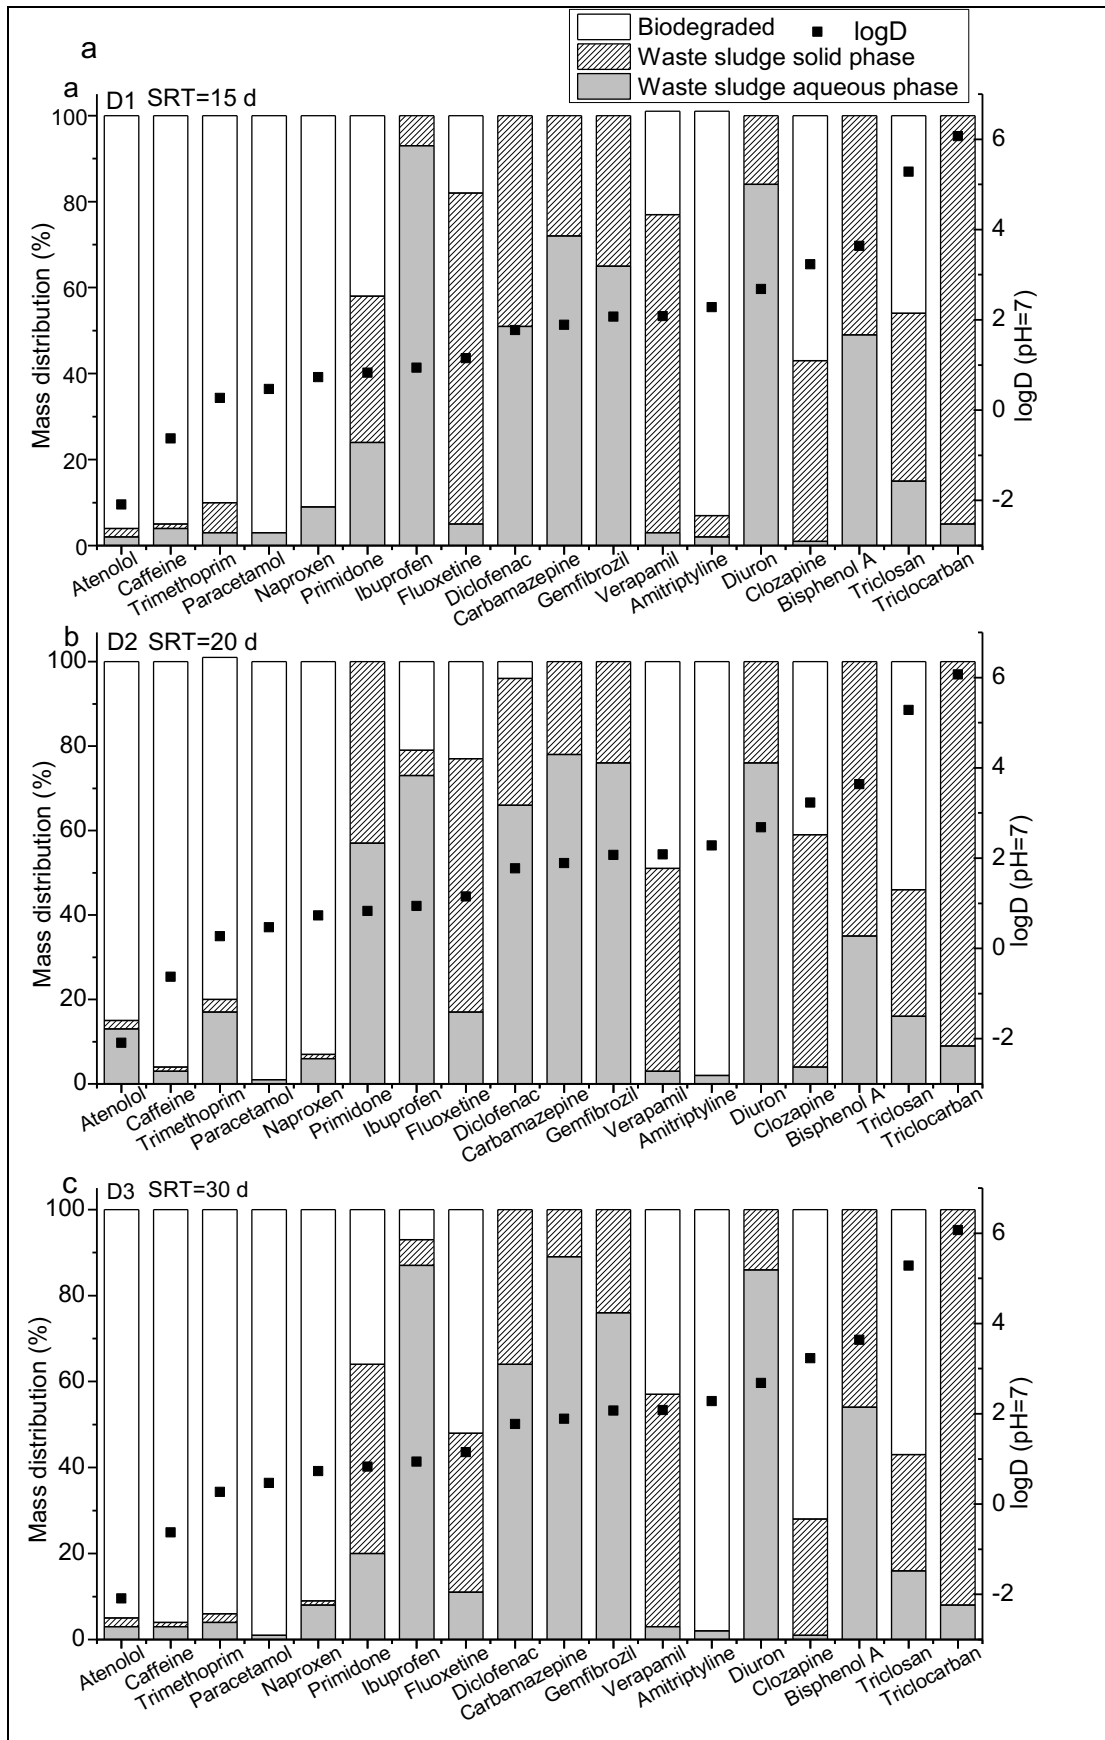 a
Biodegraded
logD
Waste sludge solid phase
Waste sludge aqueous phase
a
D1 SRT=15 d
100
80
60
40
20
0
Mass distribution (%)
6
4
2
0
-2
logD (pH=7)
Atenolol
Caffeine
Trimethoprim
Paracetamol
Naproxen
Primidone
Ibuprofen
Fluoxetine
Diclofenac
Carbamazepine
Gemfibrozil
Verapamil
Amitriptyline
Diuron
Clozapine
Bisphenol A
Triclosan
Triclocarban
b
D2 SRT=20 d
100
80
60
40
20
0
Mass distribution (%)
6
4
2
0
-2
logD (pH=7)
Atenolol
Caffeine
Trimethoprim
Paracetamol
Naproxen
Primidone
Ibuprofen
Fluoxetine
Diclofenac
Carbamazepine
Gemfibrozil
Verapamil
Amitriptyline
Diuron
Clozapine
Bisphenol A
Triclosan
Triclocarban
c
D3 SRT=30 d
100
80
60
40
20
0
Mass distribution (%)
6
4
2
0
-2
logD (pH=7)
Atenolol
Caffeine
Trimethoprim
Paracetamol
Naproxen
Primidone
Ibuprofen
Fluoxetine
Diclofenac
Carbamazepine
Gemfibrozil
Verapamil
Amitriptyline
Diuron
Clozapine
Bisphenol A
Triclosan
Triclocarban